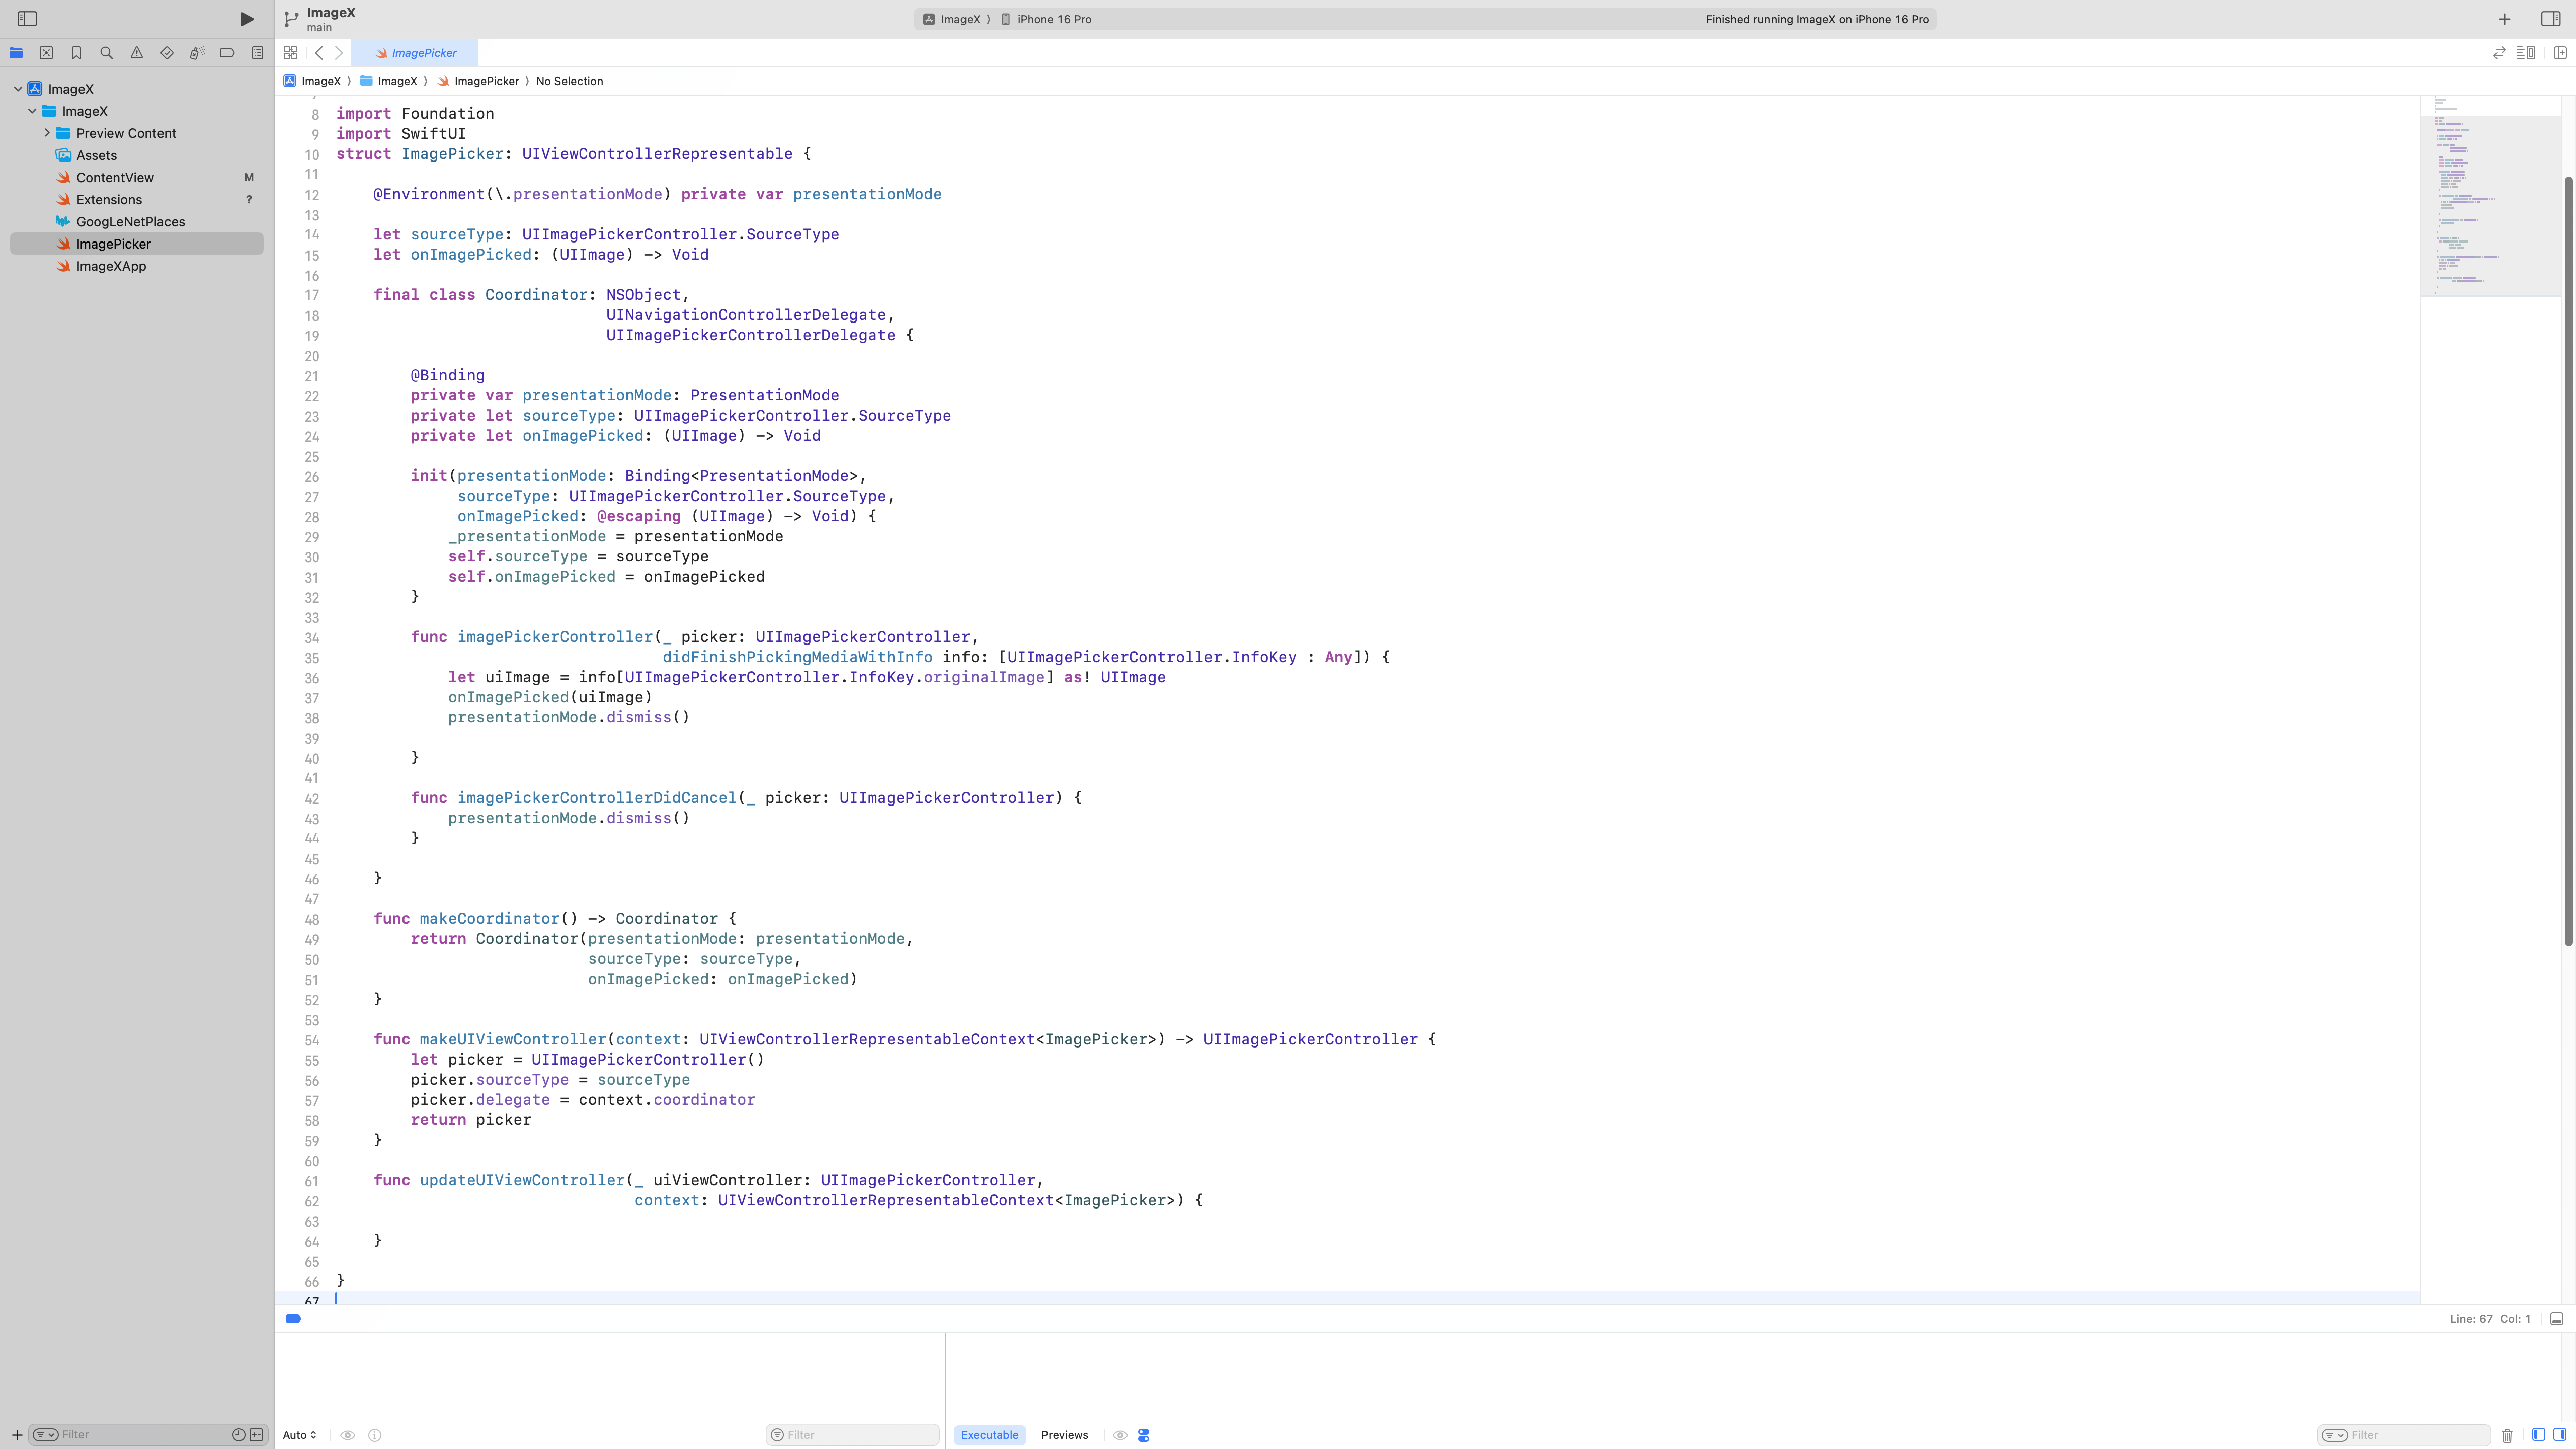 ImageX
main
ImageX 〉 iPhone 16 Pro
Finished running ImageX on iPhone 16 Pro
ImagePicker
ImageX 〉 ImageX 〉 ImagePicker 〉 No Selection
ImageX
ImageX
Preview Content
Assets
ContentView M
Extensions ?
GoogLeNetPlaces
ImagePicker
ImageXApp
8 import Foundation
9 import SwiftUI
10 struct ImagePicker: UIViewControllerRepresentable {
11
12 @Environment(\.presentationMode) private var presentationMode
13
14 let sourceType: UIImagePickerController.SourceType
15 let onImagePicked: (UIImage) -> Void
16
17 final class Coordinator: NSObject,
18 UINavigationControllerDelegate,
19 UIImagePickerControllerDelegate {
20
21 @Binding
22 private var presentationMode: PresentationMode
23 private let sourceType: UIImagePickerController.SourceType
24 private let onImagePicked: (UIImage) -> Void
25
26 init(presentationMode: Binding<PresentationMode>,
27 sourceType: UIImagePickerController.SourceType,
28 onImagePicked: @escaping (UIImage) -> Void) {
29 _presentationMode = presentationMode
30 self.sourceType = sourceType
31 self.onImagePicked = onImagePicked
32 }
33
34 func imagePickerController(_ picker: UIImagePickerController,
35 didFinishPickingMediaWithInfo info: [UIImagePickerController.InfoKey : Any]) {
36 let uiImage = info[UIImagePickerController.InfoKey.originalImage] as! UIImage
37 onImagePicked(uiImage)
38 presentationMode.dismiss()
39
40 }
41
42 func imagePickerControllerDidCancel(_ picker: UIImagePickerController) {
43 presentationMode.dismiss()
44 }
45
46 }
47
48 func makeCoordinator() -> Coordinator {
49 return Coordinator(presentationMode: presentationMode,
50 sourceType: sourceType,
51 onImagePicked: onImagePicked)
52 }
53
54 func makeUIViewController(context: UIViewControllerRepresentableContext<ImagePicker>) -> UIImagePickerController {
55 let picker = UIImagePickerController()
56 picker.sourceType = sourceType
57 picker.delegate = context.coordinator
58 return picker
59 }
60
61 func updateUIViewController(_ uiViewController: UIImagePickerController,
62 context: UIViewControllerRepresentableContext<ImagePicker>) {
63
64 }
65
66 }
67
Line: 67 Col: 1
Filter
Auto
Filter
Executable Previews
Filter